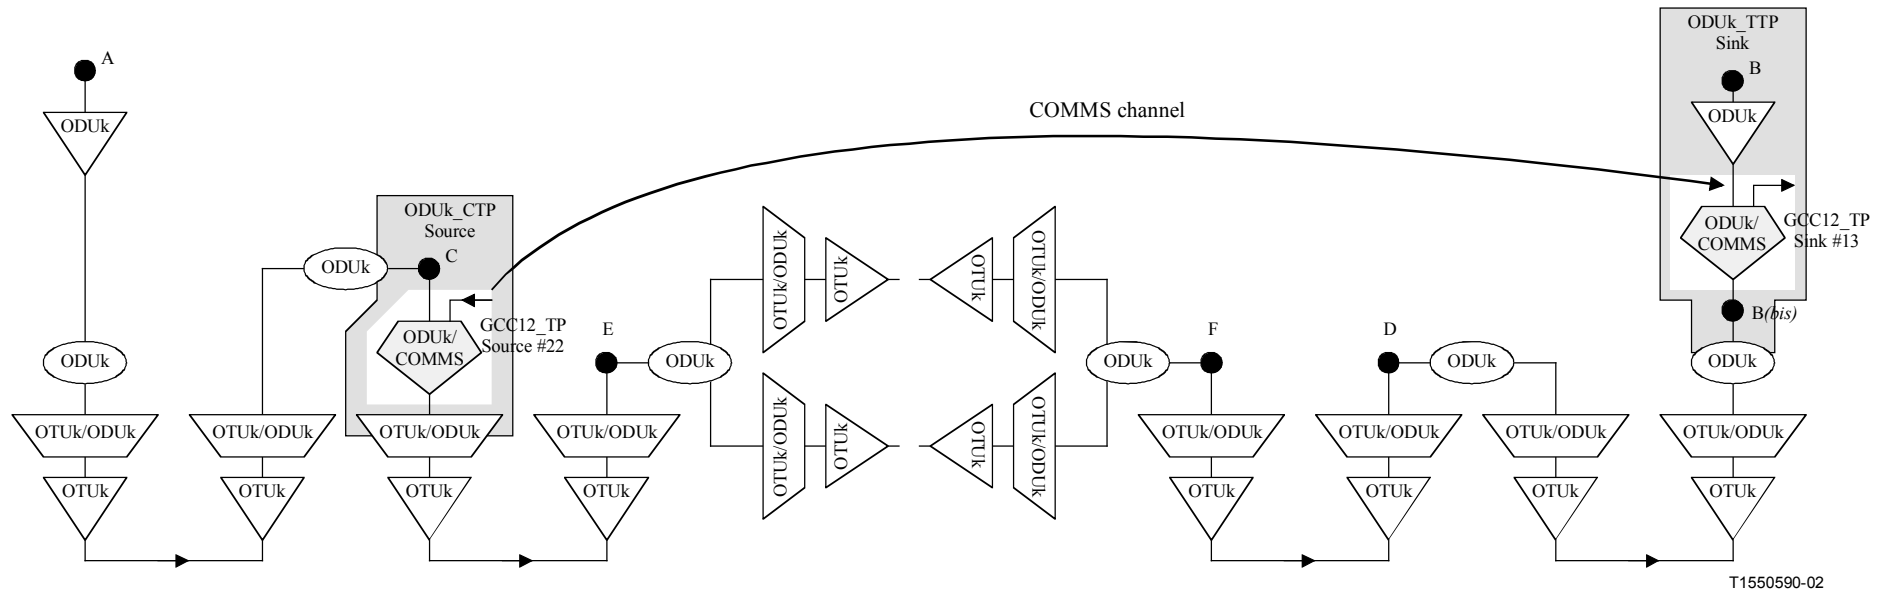 ODUk_TTP
Sink
A
B
ODUk
ODUk
COMMS channel
ODUk_CTP
Source
C
ODUk
ODUk/
COMMS
GCC12_TP
Source #22
ODUk/
COMMS
GCC12_TP
Sink #13
B(bis)
OTUk/ODUk
OTUk
OTUk
OTUk/ODUk
E
ODUk
ODUk
F
D
ODUk
ODUk
ODUk
OTUk/ODUk
OTUk
OTUk
OTUk/ODUk
OTUk/ODUk
OTUk/ODUk
OTUk/ODUk
OTUk/ODUk
OTUk/ODUk
OTUk/ODUk
OTUk/ODUk
OTUk/ODUk
OTUk
OTUk
OTUk
OTUk
OTUk
OTUk
OTUk
OTUk
T1550590-02